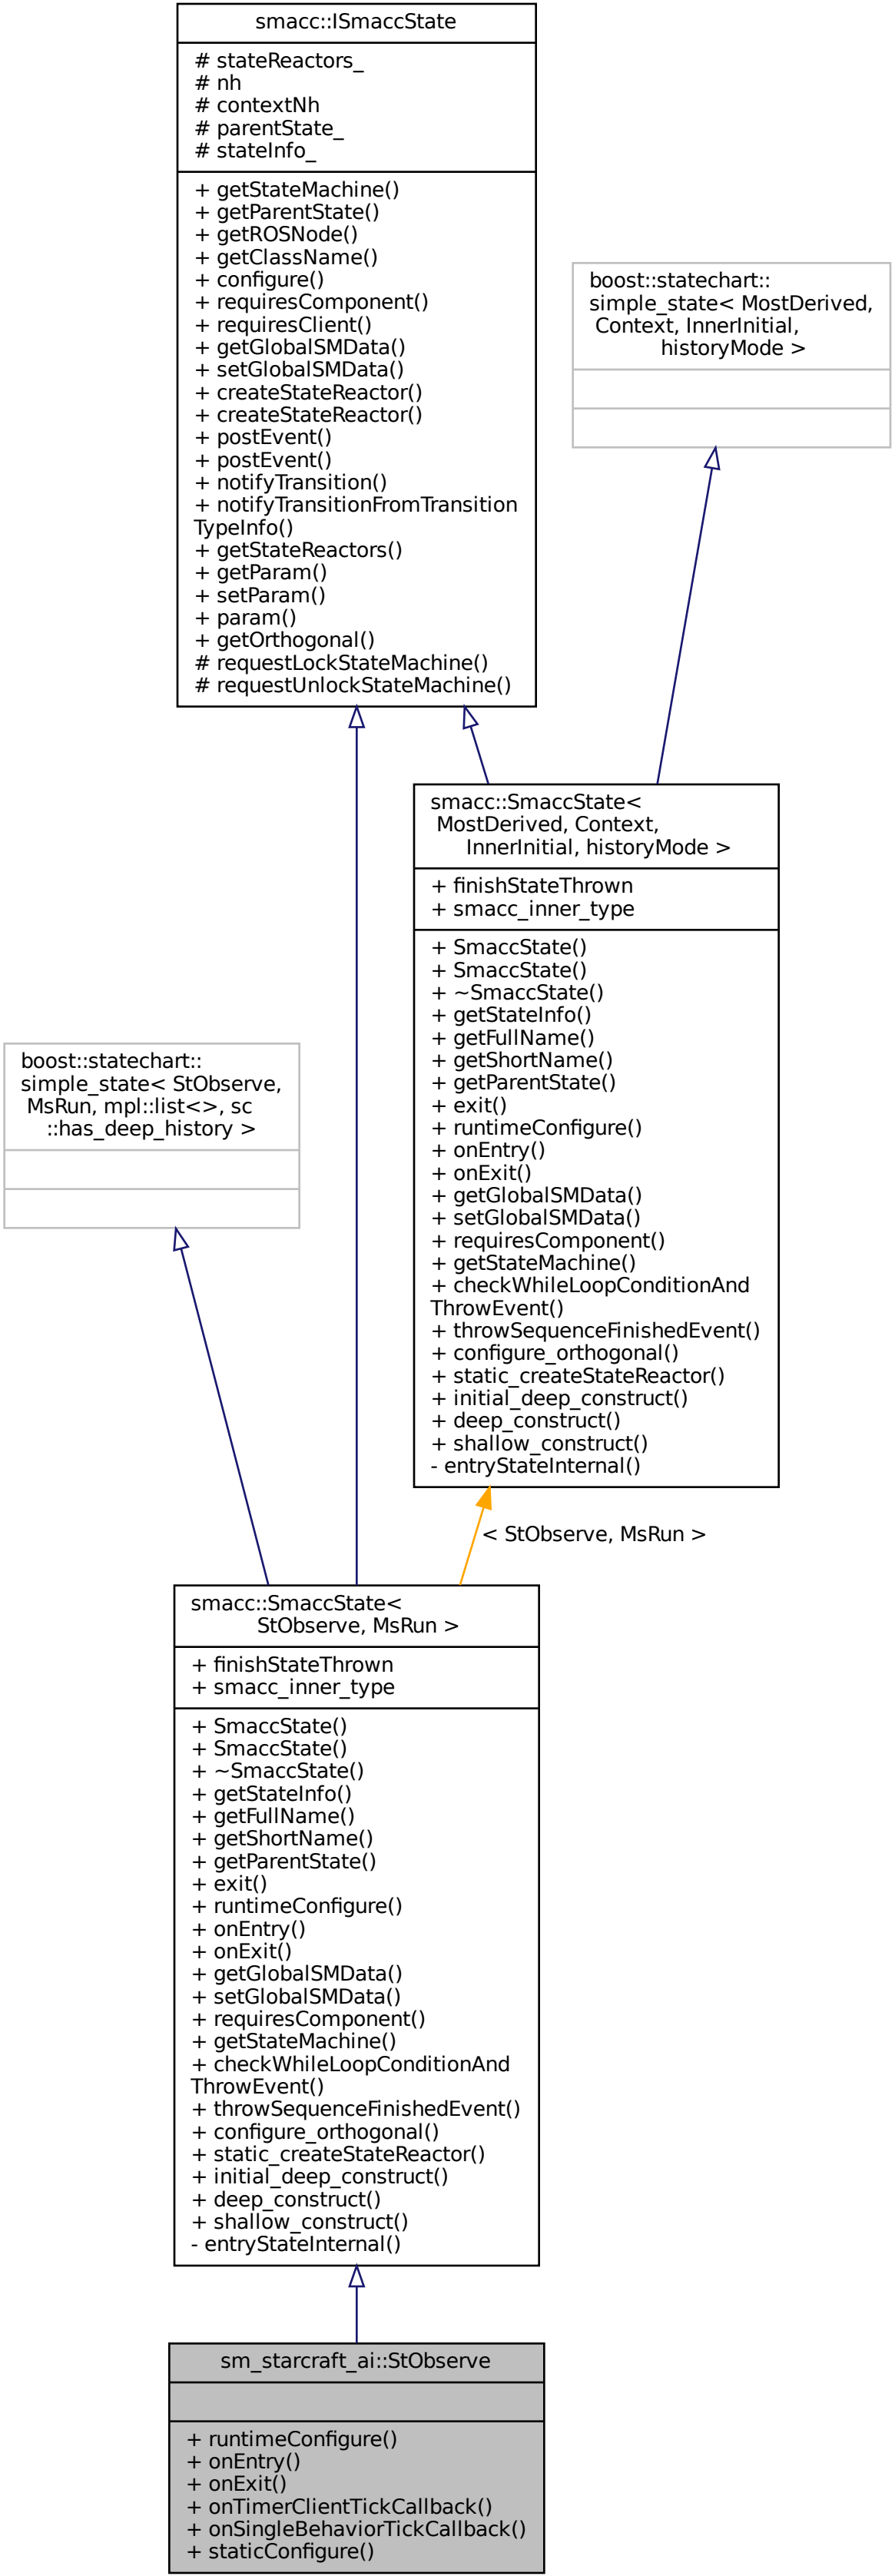 smacc::ISmaccState
# stateReactors_
# nh
# contextNh
# parentState_
# stateInfo_
+ getStateMachine()
+ getParentState()
+ getROSNode()
+ getClassName()
+ configure()
+ requiresComponent()
+ requiresClient()
+ getGlobalSMData()
+ setGlobalSMData()
+ createStateReactor()
+ createStateReactor()
+ postEvent()
+ postEvent()
+ notifyTransition()
+ notifyTransitionFromTransition
TypeInfo()
+ getStateReactors()
+ getParam()
+ setParam()
+ param()
+ getOrthogonal()
# requestLockStateMachine()
# requestUnlockStateMachine()
boost::statechart::
simple_state< MostDerived,
Context, InnerInitial,
historyMode >
smacc::SmaccState<
MostDerived, Context,
InnerInitial, historyMode >
+ finishStateThrown
+ smacc_inner_type
+ SmaccState()
+ SmaccState()
+ ~SmaccState()
+ getStateInfo()
+ getFullName()
+ getShortName()
+ getParentState()
+ exit()
+ runtimeConfigure()
+ onEntry()
+ onExit()
+ getGlobalSMData()
+ setGlobalSMData()
+ requiresComponent()
+ getStateMachine()
+ checkWhileLoopConditionAnd
ThrowEvent()
+ throwSequenceFinishedEvent()
+ configure_orthogonal()
+ static_createStateReactor()
+ initial_deep_construct()
+ deep_construct()
+ shallow_construct()
- entryStateInternal()
boost::statechart::
simple_state< StObserve,
MsRun, mpl::list<>, sc
::has_deep_history >
< StObserve, MsRun >
smacc::SmaccState<
StObserve, MsRun >
+ finishStateThrown
+ smacc_inner_type
+ SmaccState()
+ SmaccState()
+ ~SmaccState()
+ getStateInfo()
+ getFullName()
+ getShortName()
+ getParentState()
+ exit()
+ runtimeConfigure()
+ onEntry()
+ onExit()
+ getGlobalSMData()
+ setGlobalSMData()
+ requiresComponent()
+ getStateMachine()
+ checkWhileLoopConditionAnd
ThrowEvent()
+ throwSequenceFinishedEvent()
+ configure_orthogonal()
+ static_createStateReactor()
+ initial_deep_construct()
+ deep_construct()
+ shallow_construct()
- entryStateInternal()
sm_starcraft_ai::StObserve
+ runtimeConfigure()
+ onEntry()
+ onExit()
+ onTimerClientTickCallback()
+ onSingleBehaviorTickCallback()
+ staticConfigure()